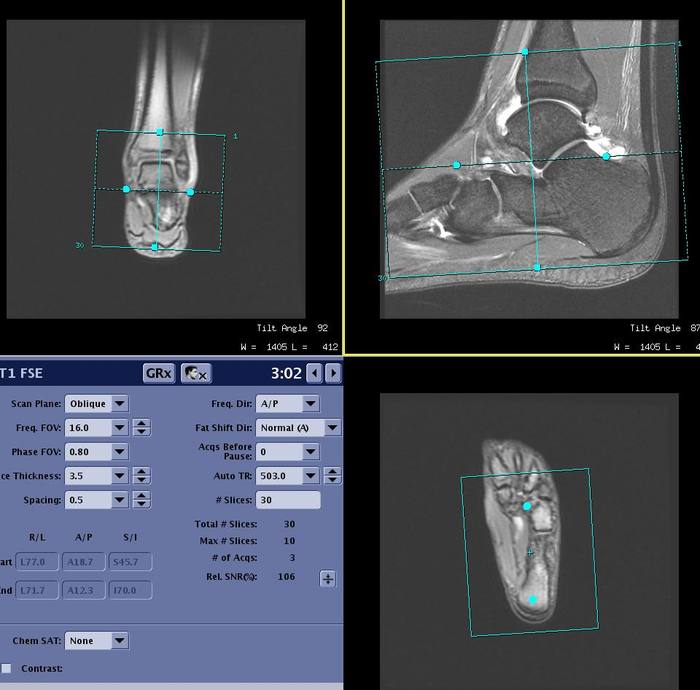 1
30
Tilt Angle 92
W = 1405 L = 412
1
30
Tilt Angle 87
W = 1405 L = 4
T1 FSE GRx 3:02
Scan Plane: Oblique Freq. Dir: A/P
Freq. FOV: 16.0 Fat Shift Dir: Normal (A)
Phase FOV: 0.80 Acqs Before Pause: 0
ce Thickness: 3.5 Auto TR: 503.0
Spacing: 0.5 # Slices: 30
Total # Slices: 30
R/L A/P S/I Max # Slices: 10
# of Acqs: 3
art L77.0 A18.7 S45.7
Rel. SNR(%): 106
nd L71.7 A12.3 I70.0
Chem SAT: None
Contrast: